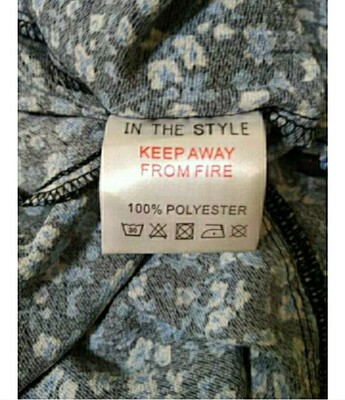 IN THE STYLE
KEEP AWAY
FROM FIRE
100% POLYESTER
30